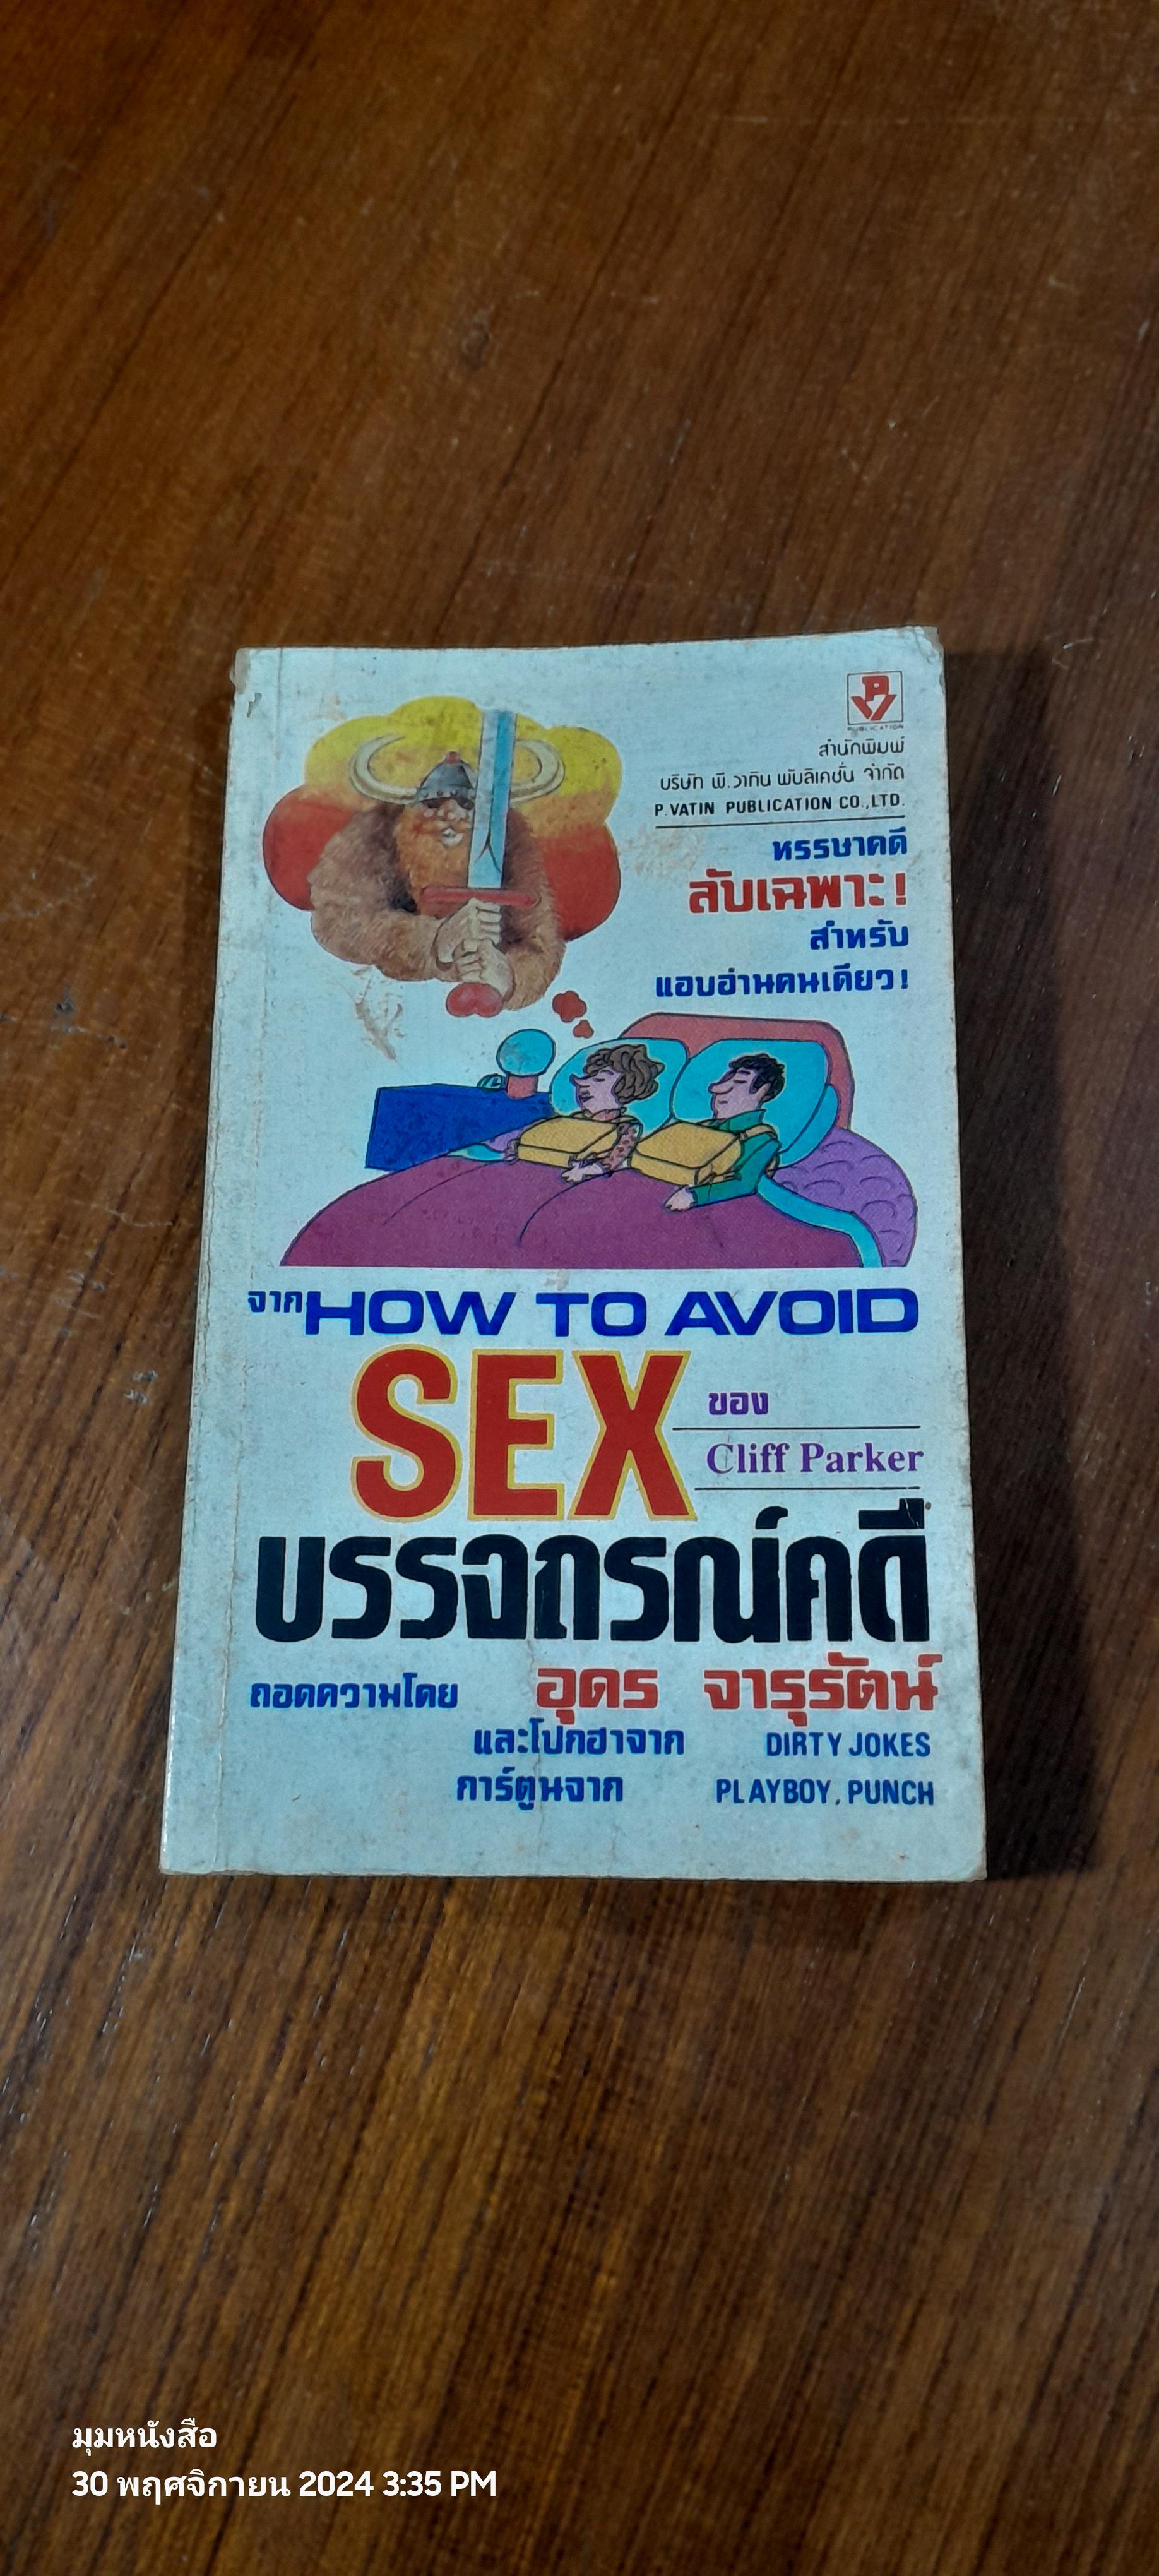 PV
PUBLICATION
สำนักพิมพ์
บริษัท พี.วาทิน พับลิเคชั่น จำกัด
P.VATIN PUBLICATION CO.,LTD.
หรรษาคดี
ลับเฉพาะ!
สำหรับ
แอบอ่านคนเดียว!
จาก HOW TO AVOID
SEX ของ
Cliff Parker
บรรจถรณ์คดี
ถอดความโดย อุดร จารุรัตน์
และโปกฮาจาก DIRTY JOKES
การ์ตูนจาก PLAYBOY, PUNCH
มุมหนังสือ
30 พฤศจิกายน 2024 3:35 PM